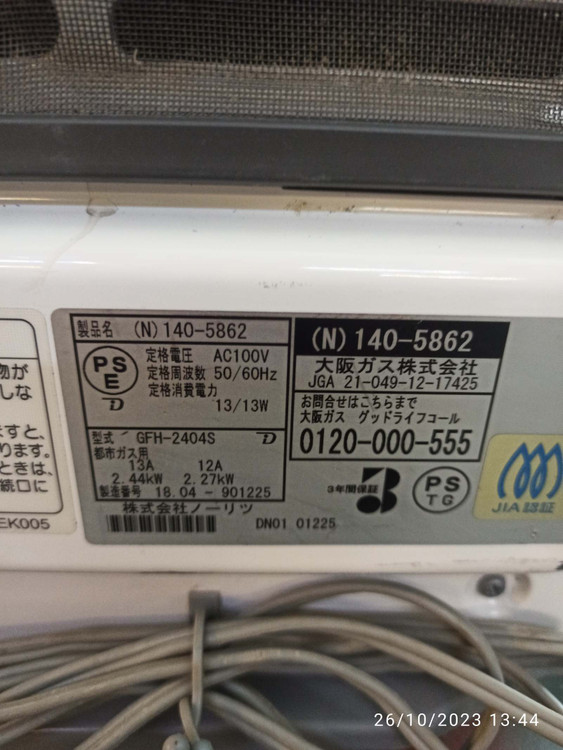 製品名 (N)140-5862
PS
E
定格電圧 AC100V
定格周波数 50/60Hz
定格消費電力
13/13W
型式 GFH-2404S
都市ガス用
13A 12A
2.44kW 2.27kW
製造番号 18.04 - 901225
株式会社ノーリツ
DN01 01225
(N) 140-5862
大阪ガス株式会社
JGA 21-049-12-17425
お問合せはこちらまで
大阪ガス グッドライフコール
0120-000-555
3年間保証
PS
TG
JIA認証
物が
しな
ますと、
ります。
ときは、
続口に
EK005
26/10/2023 13:44